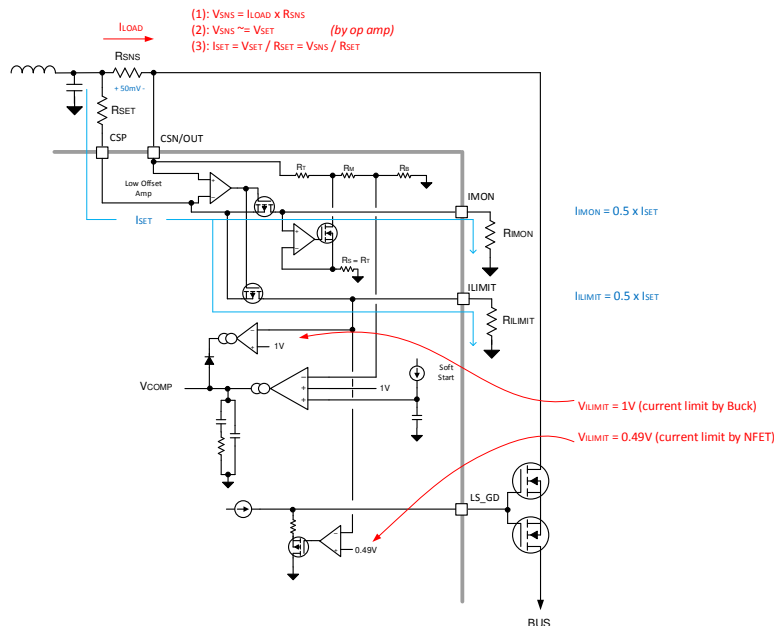 (1): VSNS = ILOAD x RSNS
(2): VSNS ~= VSET (by op amp)
(3): ISET = VSET / RSET = VSNS / RSET
ILOAD
RSNS
+ 50mV -
RSET
CSP
CSN/OUT
Low Offset
Amp
RT
RM
RB
IMON
ISET
RIMON
IMON = 0.5 x ISET
RS = RT
ILIMIT
ILIMIT = 0.5 x ISET
RILIMIT
1V
Soft
Start
VCOMP
1V
VILIMIT = 1V (current limit by Buck)
VILIMIT = 0.49V (current limit by NFET)
LS_GD
0.49V
BUS